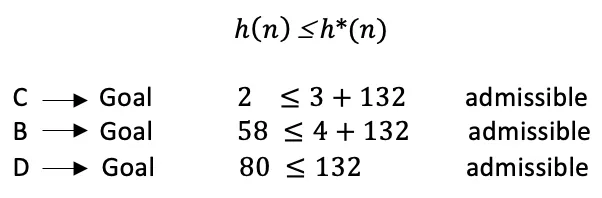 h(n) ≤h*(n)
C ⟶ Goal 2 ≤ 3 + 132 admissible
B ⟶ Goal 58 ≤ 4 + 132 admissible
D ⟶ Goal 80 ≤ 132 admissible